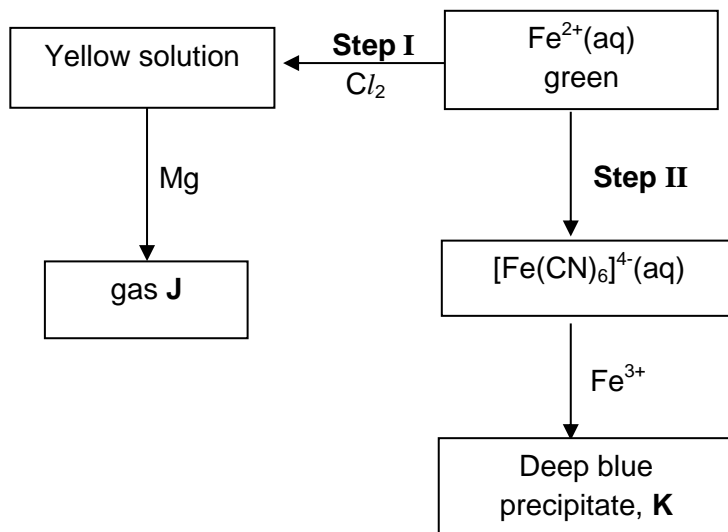 Yellow solution
Step I
Cl₂
Fe²⁺(aq)
green
Mg
Step II
gas J
[Fe(CN)₆]⁴⁻(aq)
Fe³⁺
Deep blue
precipitate, K